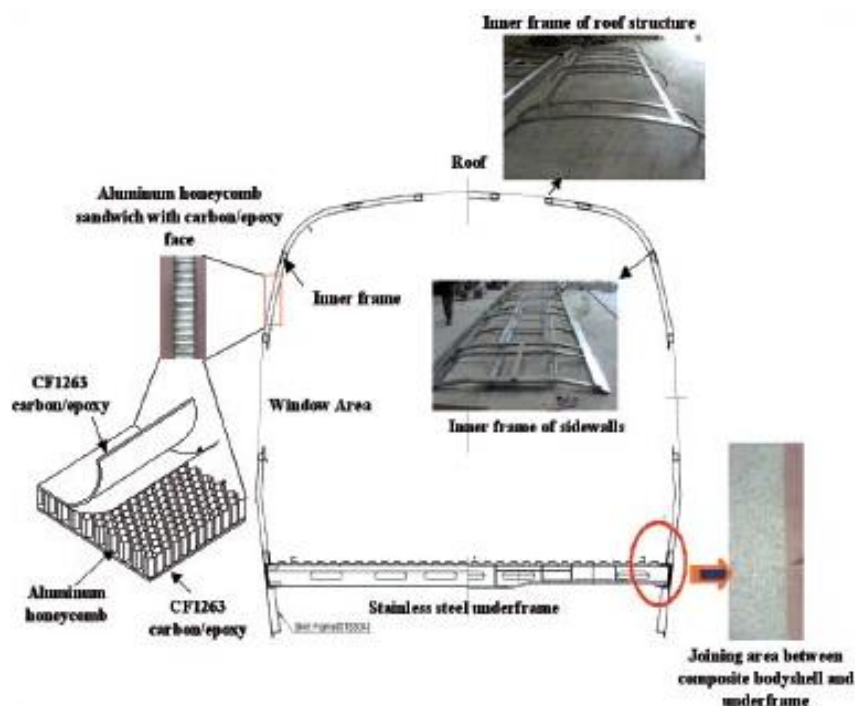 Inner frame of roof structure
Roof
Aluminum honeycomb
sandwich with carbon/epoxy
face
Inner frame
CF1263
carbon/epoxy
Window Area
Inner frame of sidewalls
Aluminum
honeycomb
CF1263
carbon/epoxy
Stainless steel underframe
Joining area between
composite bodyshell and
underframe